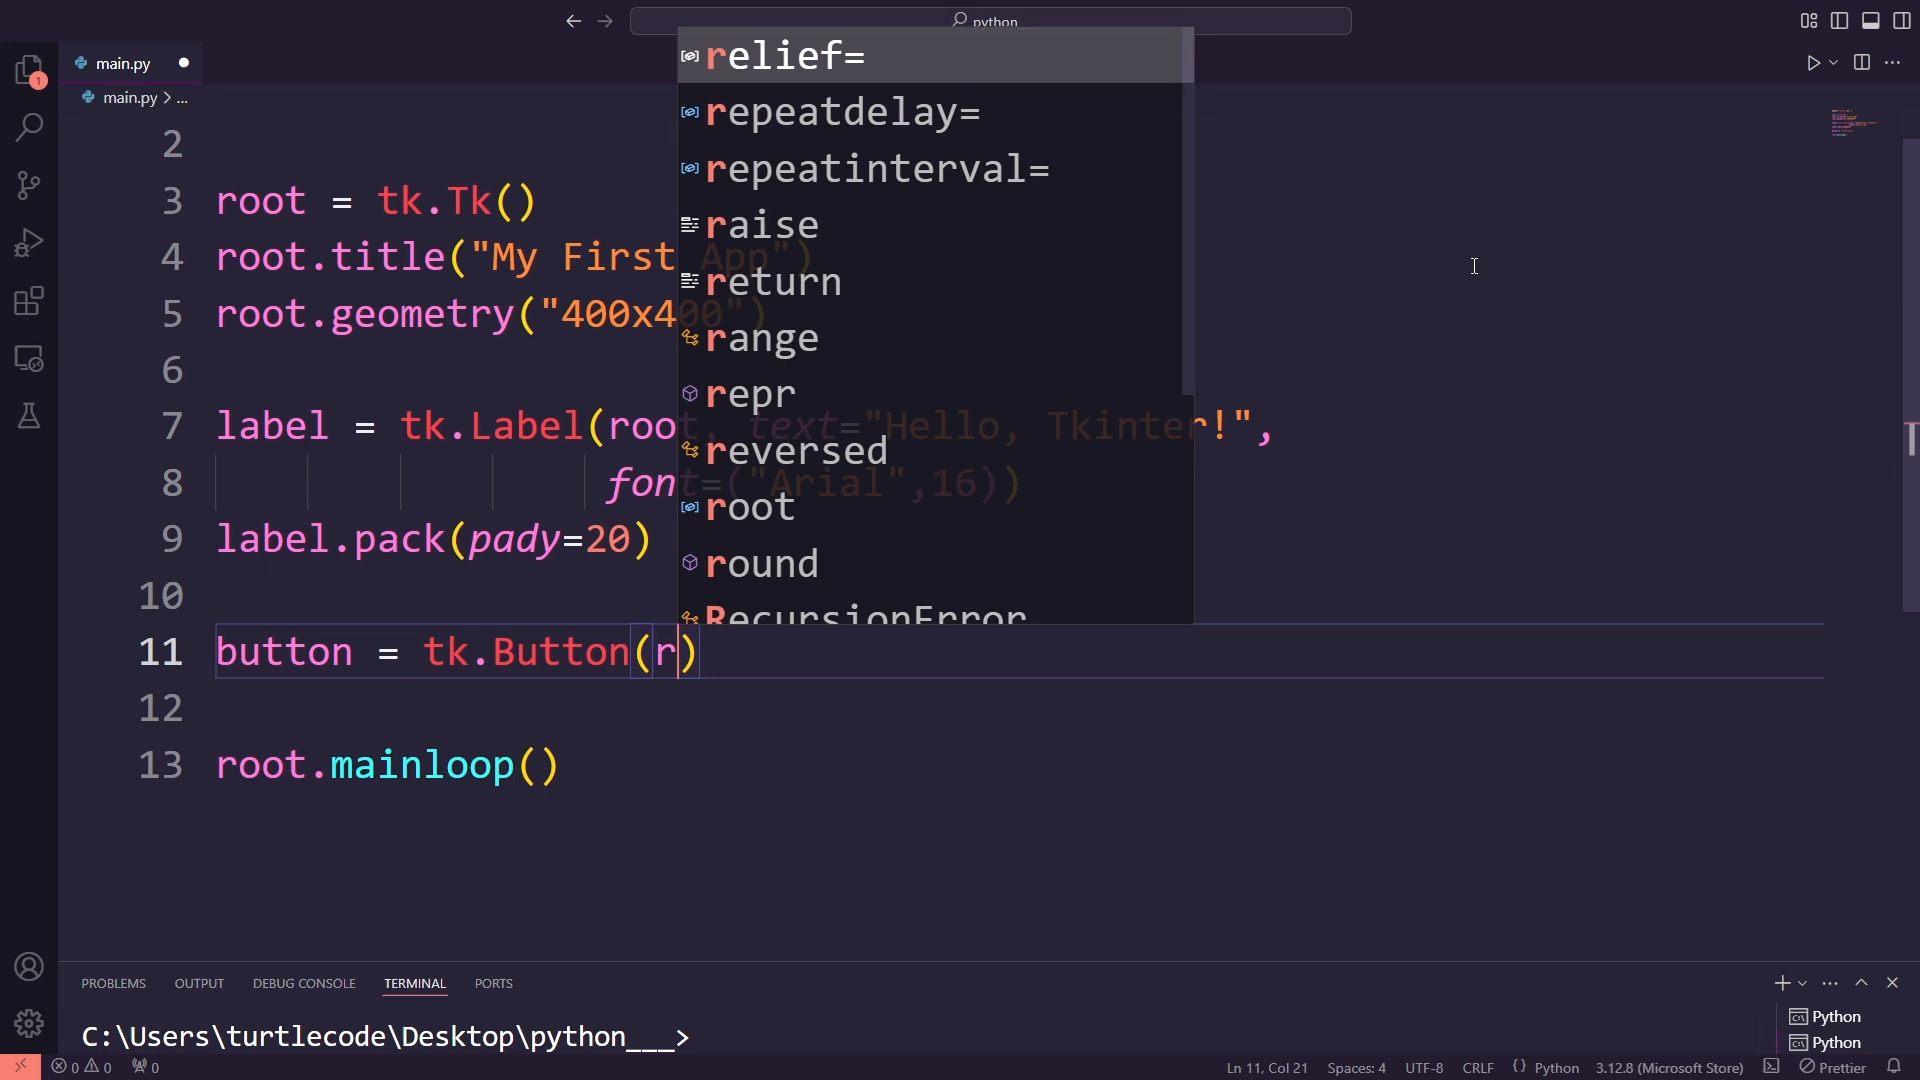 python
main.py
main.py > ...
relief=
repeatdelay=
repeatinterval=
raise
return
range
repr
reversed
root
round
RecursionError
2
3 root = tk.Tk()
4 root.title("My First App")
5 root.geometry("400x400")
6
7 label = tk.Label(root, text="Hello, Tkinter!",
8 font=("Arial",16))
9 label.pack(pady=20)
10
11 button = tk.Button(r)
12
13 root.mainloop()
1
PROBLEMS OUTPUT DEBUG CONSOLE TERMINAL PORTS
C:\Users\turtlecode\Desktop\python___>
Python
Python
0 0 0 Ln 11, Col 21 Spaces: 4 UTF-8 CRLF {} Python 3.12.8 (Microsoft Store) Prettier